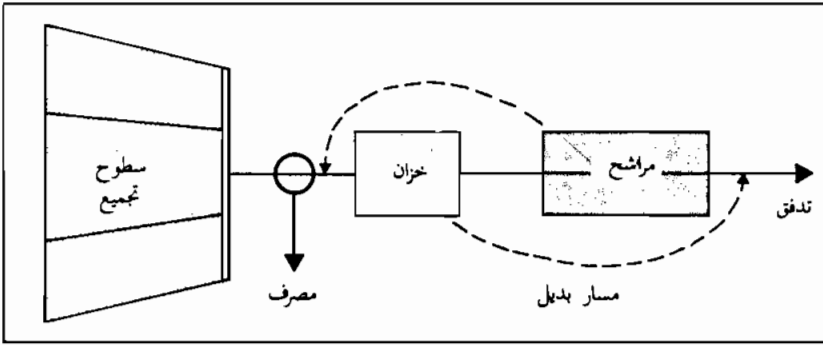 سطوح
تجميع
مصرف
خزان
مراشح
تدفق
مسار بديل